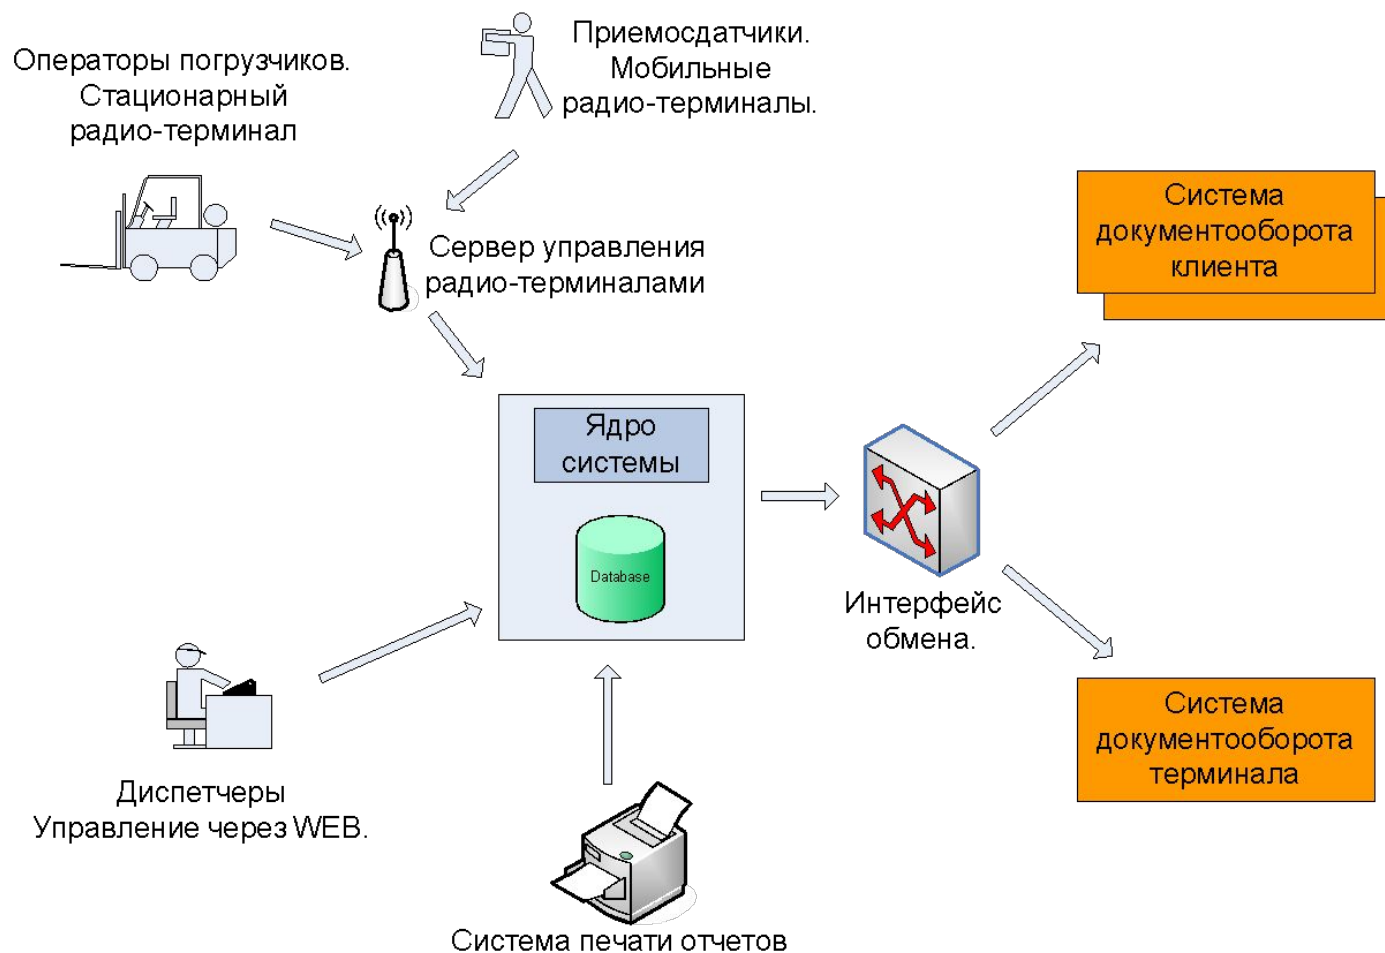 Операторы погрузчиков.
Стационарный
радио-терминал
Приемосдатчики.
Мобильные
радио-терминалы.
Сервер управления
радио-терминалами
Система
документооборота
клиента
Ядро
системы
Database
Интерфейс
обмена.
Система
документооборота
терминала
Диспетчеры
Управление через WEB.
Система печати отчетов